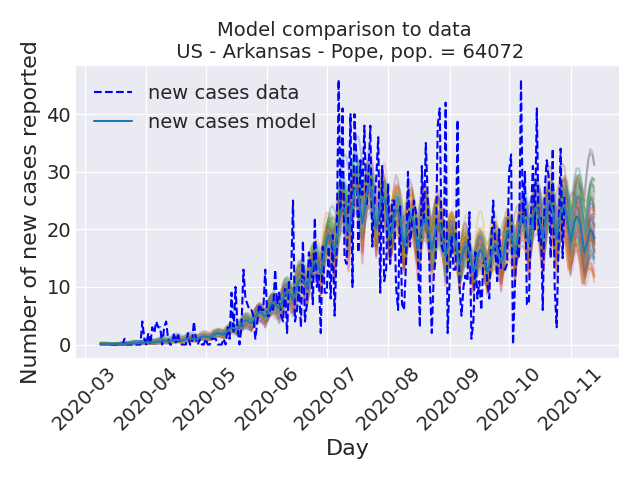 Model comparison to data
US - Arkansas - Pope, pop. = 64072
Number of new cases reported
40
30
20
10
0
new cases data
new cases model
2020-03
2020-04
2020-05
2020-06
2020-07
2020-08
2020-09
2020-10
2020-11
Day